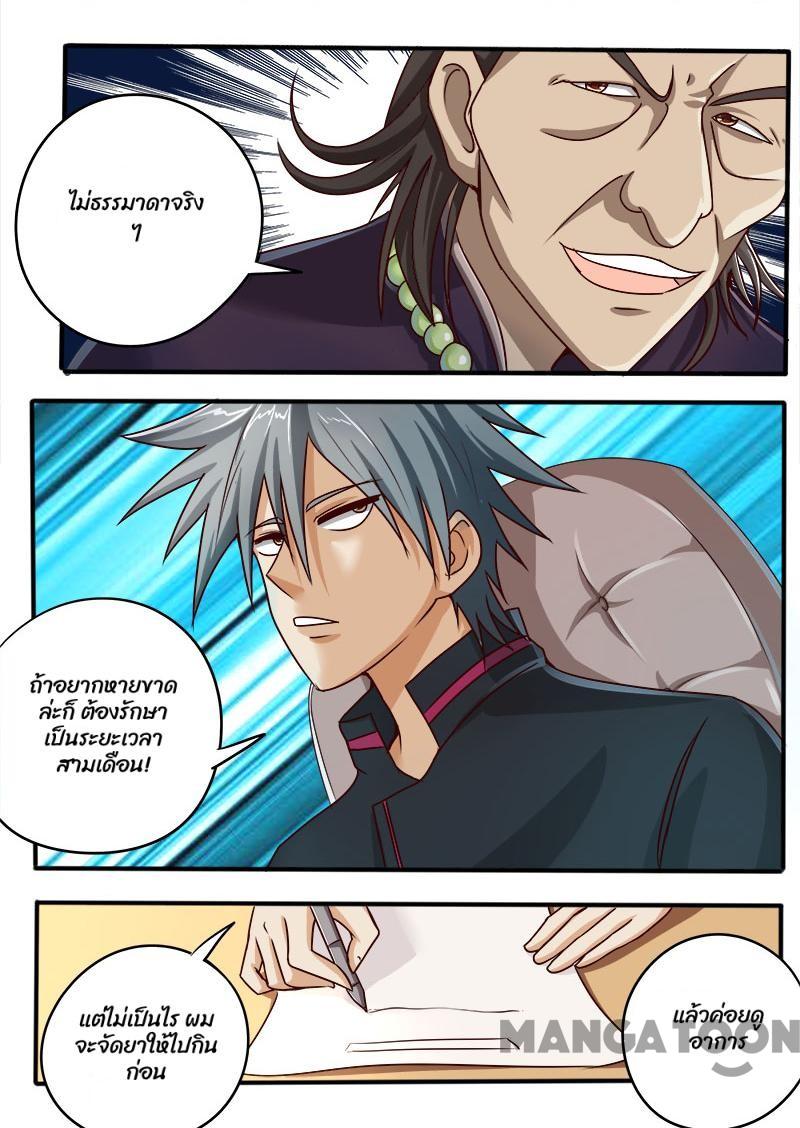 ไม่ธรรมาดาจริง
ๆ
ถ้าอยากหายขาด
ล่ะก็ ต้องรักษา
เป็นระยะเวลา
สามเดือน!
แต่ไม่เป็นไร ผม
จะจัดยาให้ไปกิน
ก่อน
แล้วค่อยดู
อาการ
MANGATOON